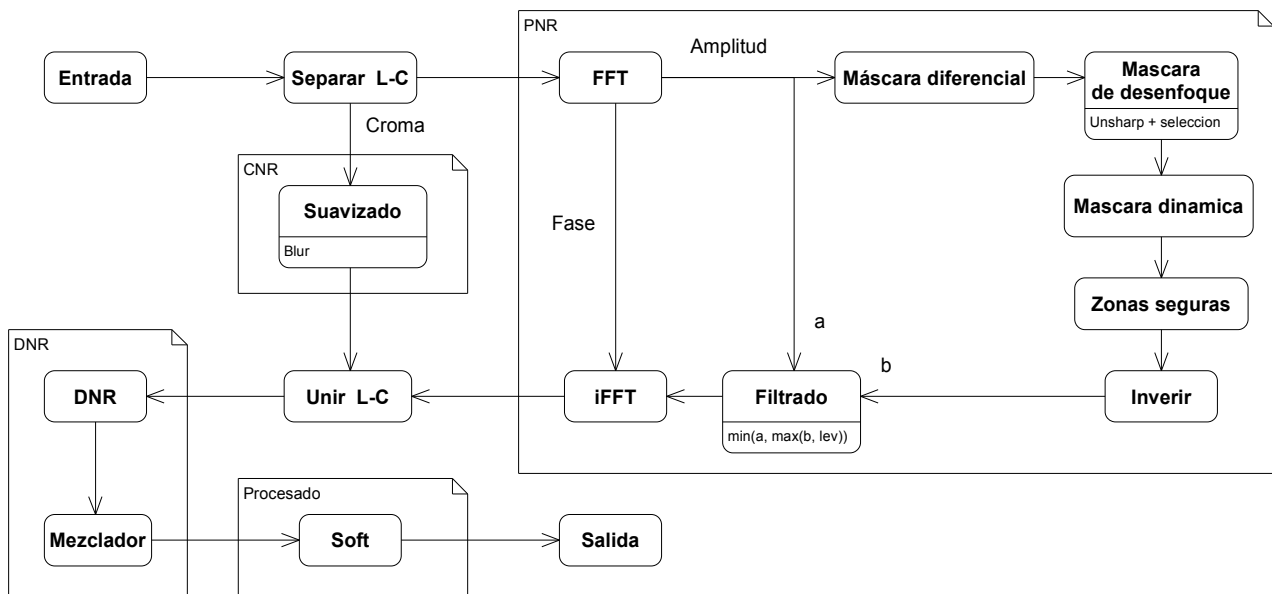 PNR
Entrada
Separar L-C
FFT
Amplitud
Máscara diferencial
Mascara
de desenfoque
Unsharp + seleccion
Croma
CNR
Suavizado
Blur
Fase
Mascara dinamica
Zonas seguras
a
b
DNR
DNR
Unir L-C
iFFT
Filtrado
min(a, max(b, lev))
Inverir
Procesado
Mezclador
Soft
Salida